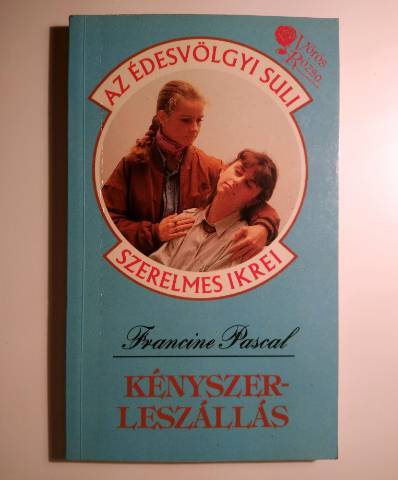 Vörös
Rózsa
AZ ÉDESVÖLGYI SULI
SZERELMES IKREI
Francine Pascal
KÉNYSZER-
LESZÁLLÁS